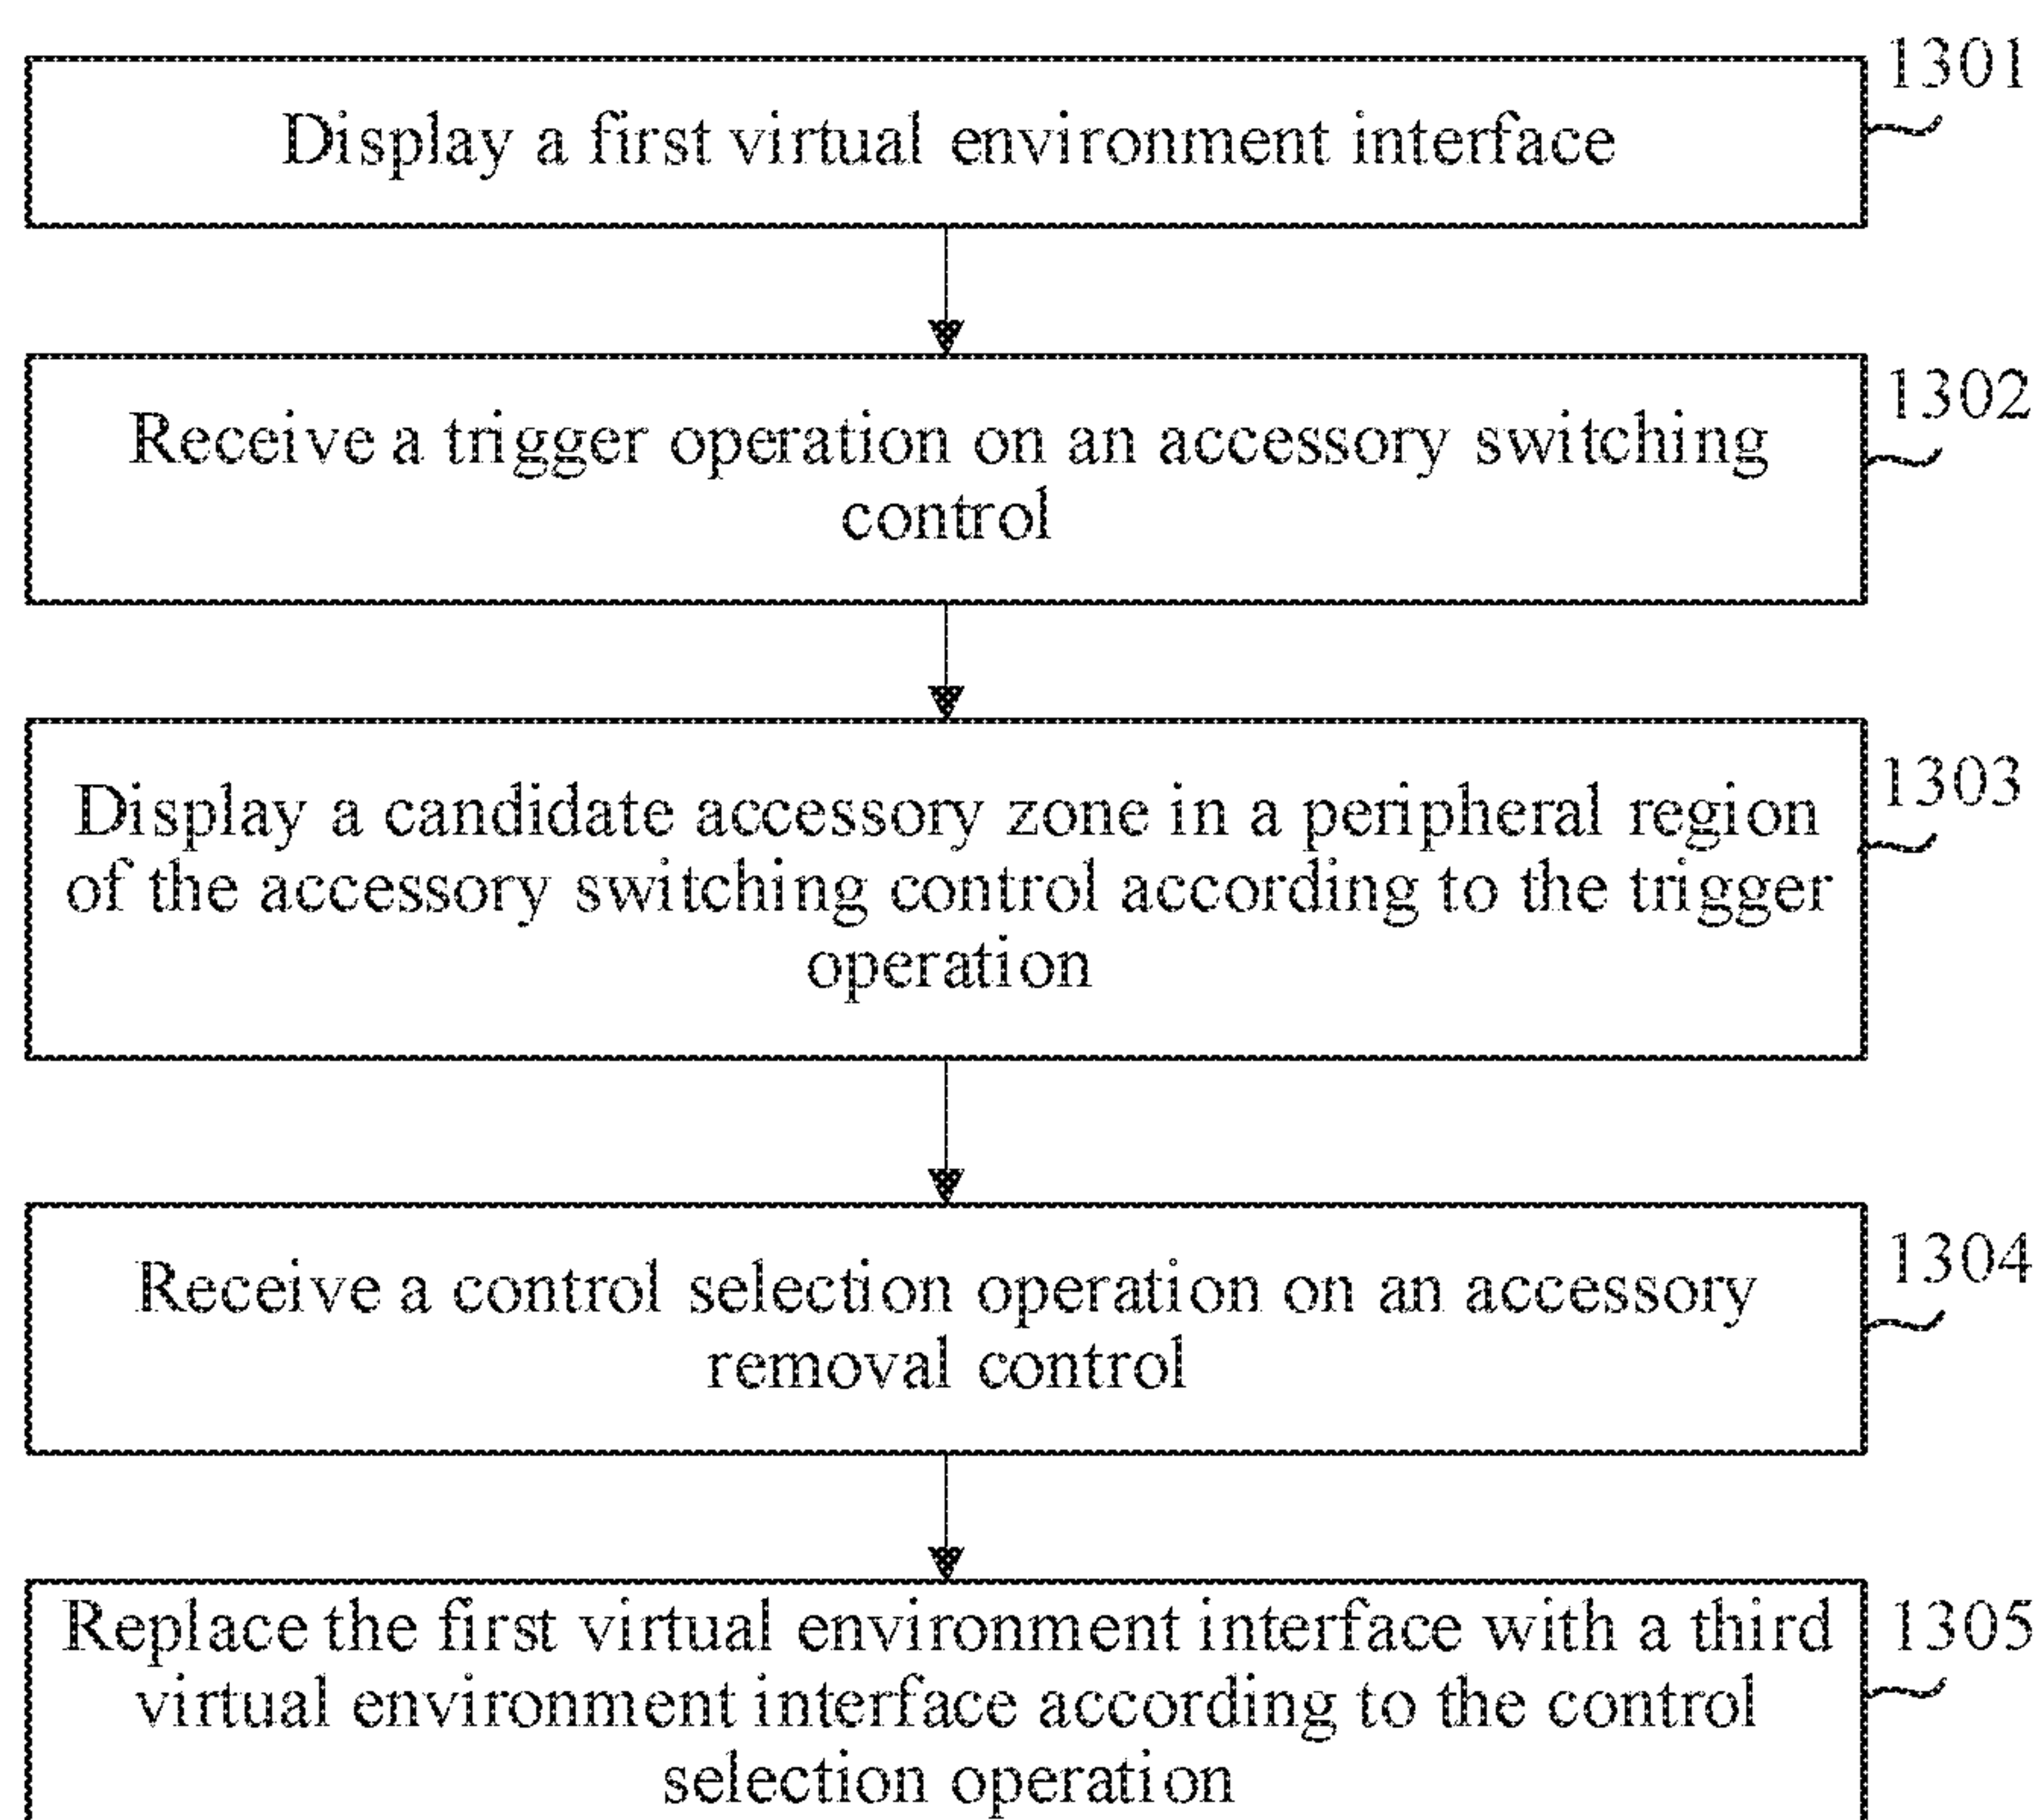 1301
Display a first virtual environment interface
1302
Receive a trigger operation on an accessory switching
control
1303
Display a candidate accessory zone in a peripheral region
of the accessory switching control according to the trigger
operation
1304
Receive a control selection operation on an accessory
removal control
1305
Replace the first virtual environment interface with a third
virtual environment interface according to the control
selection operation